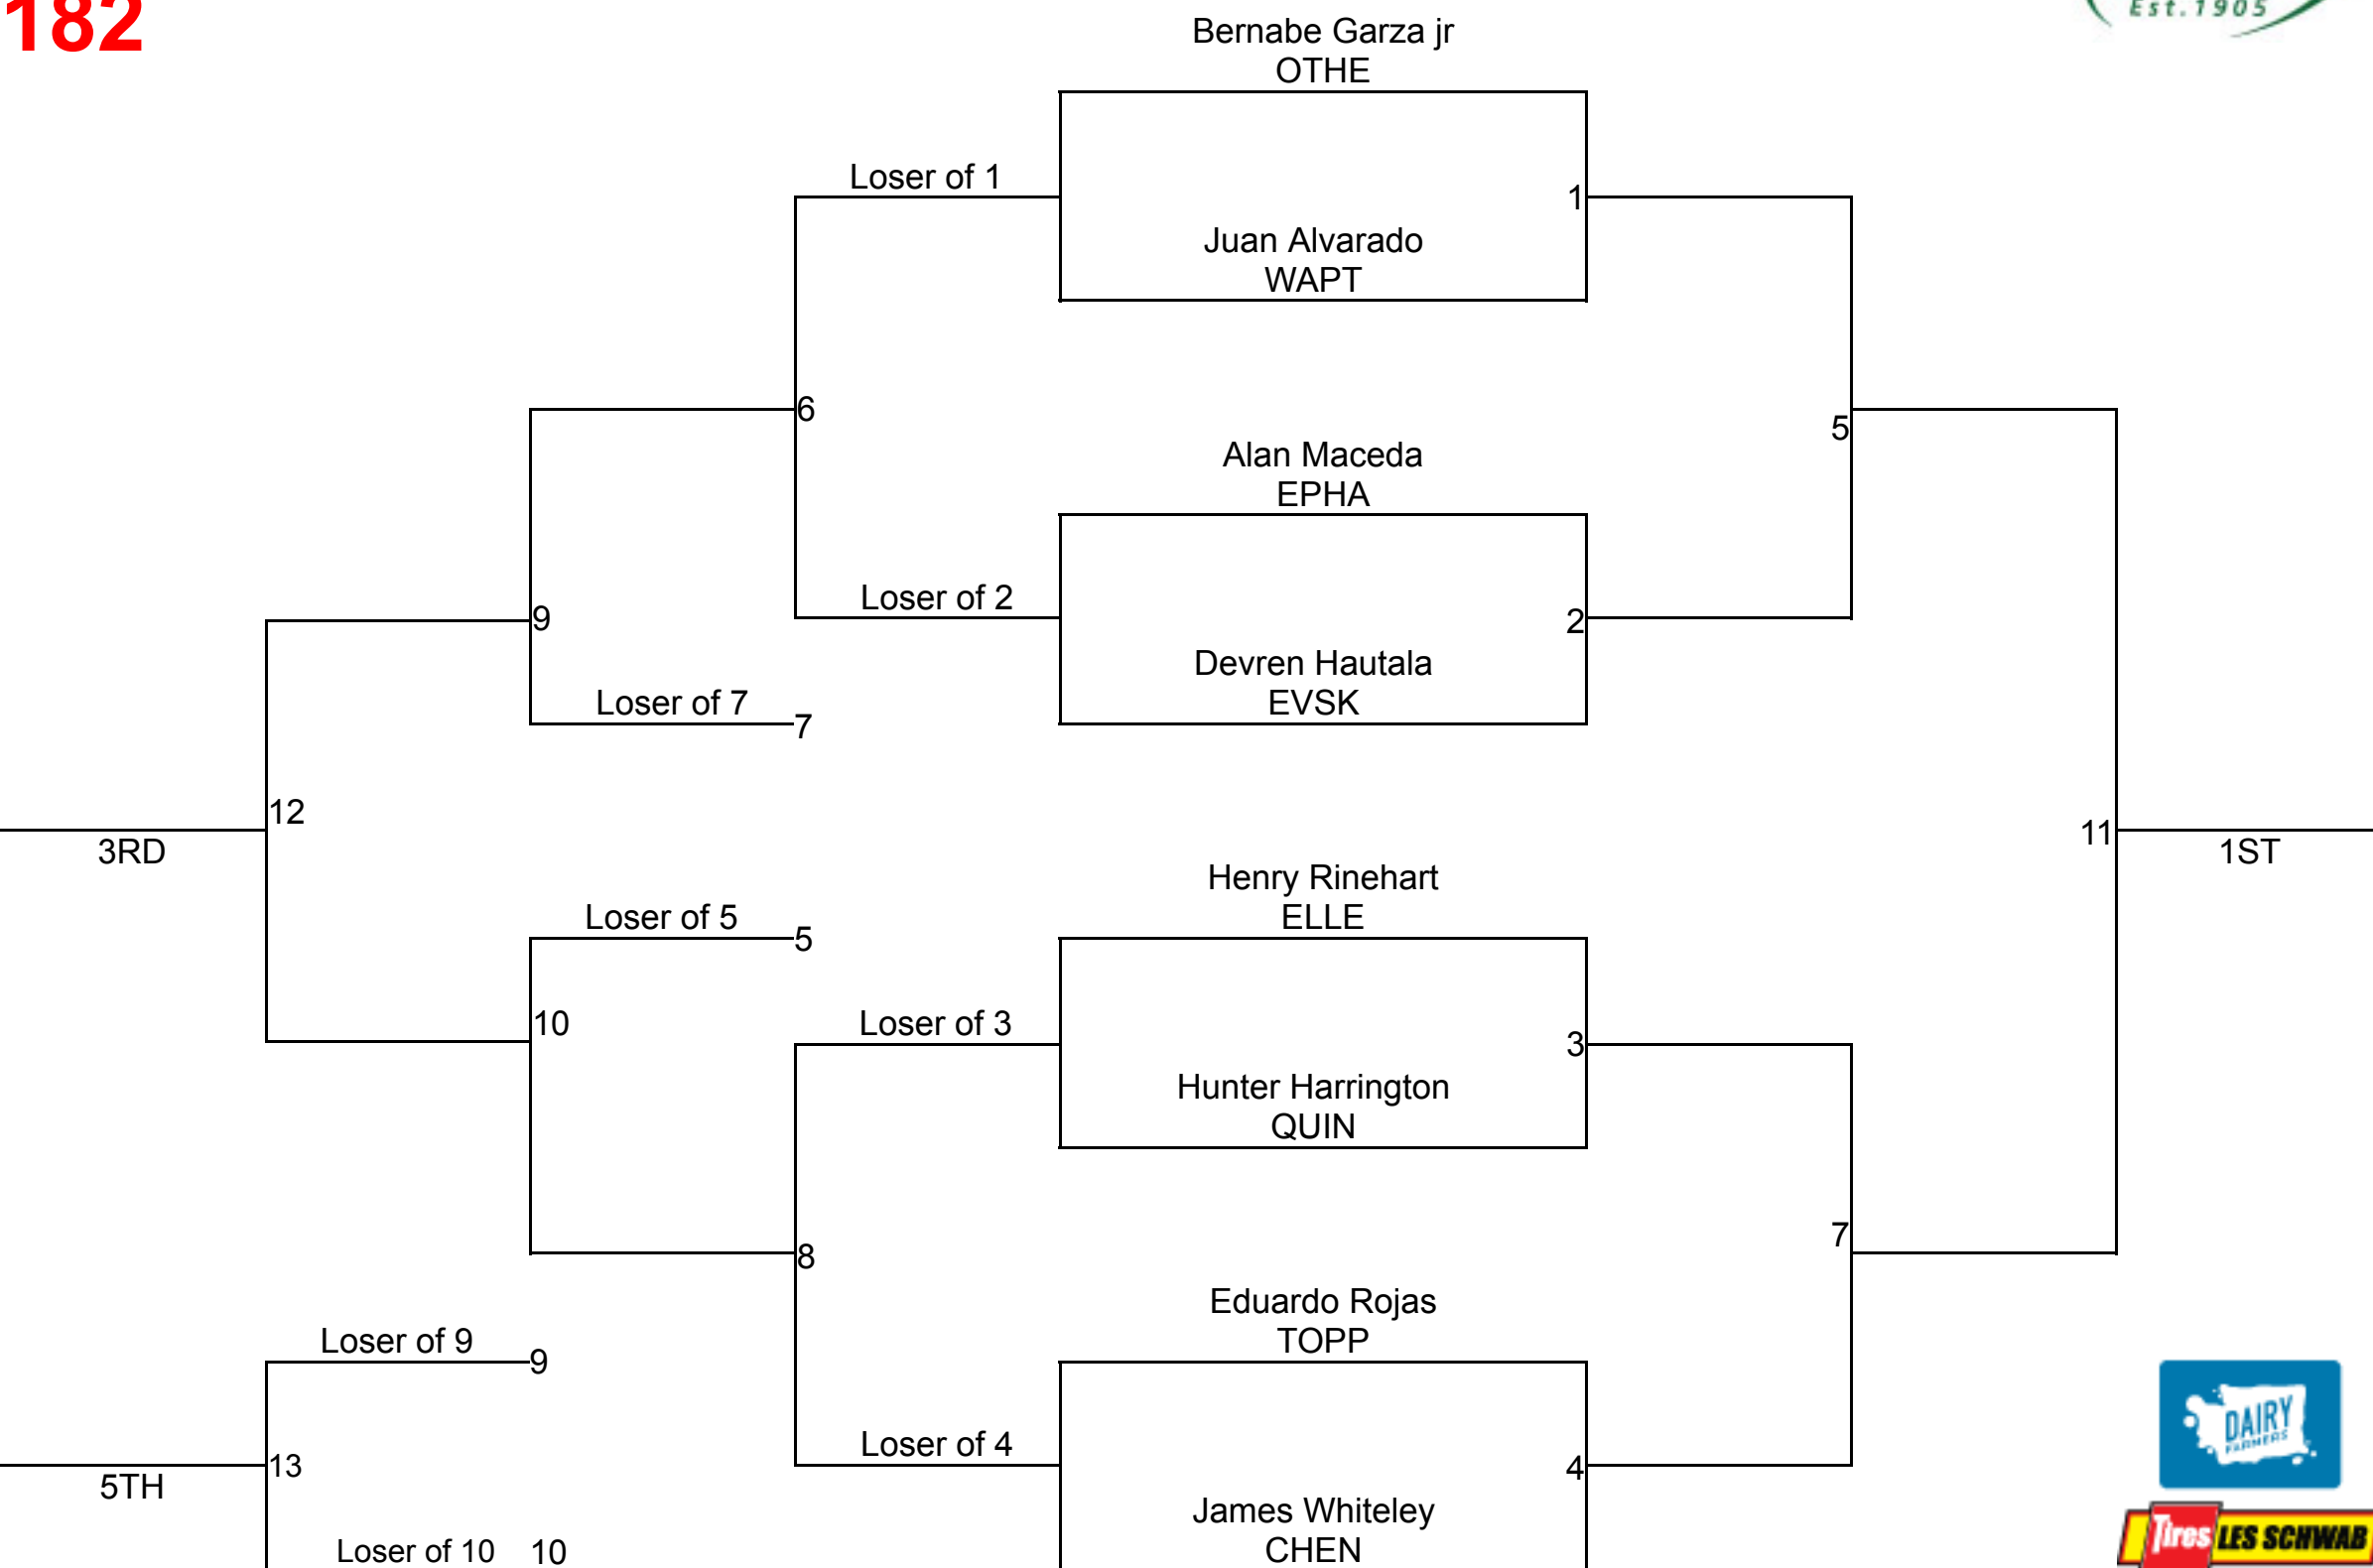 182
Est.1905
Bernabe Garza jr
OTHE
Loser of 1
1
Juan Alvarado
WAPT
6
5
Alan Maceda
EPHA
Loser of 2
2
9
Devren Hautala
EVSK
Loser of 7
7
12
3RD
11
1ST
Henry Rinehart
ELLE
Loser of 5
5
10
Loser of 3
3
Hunter Harrington
QUIN
7
8
Eduardo Rojas
TOPP
Loser of 9
9
DAIRY
FARMERS
Loser of 4
4
13
5TH
James Whiteley
CHEN
Tires LES SCHWAB
Loser of 10
10